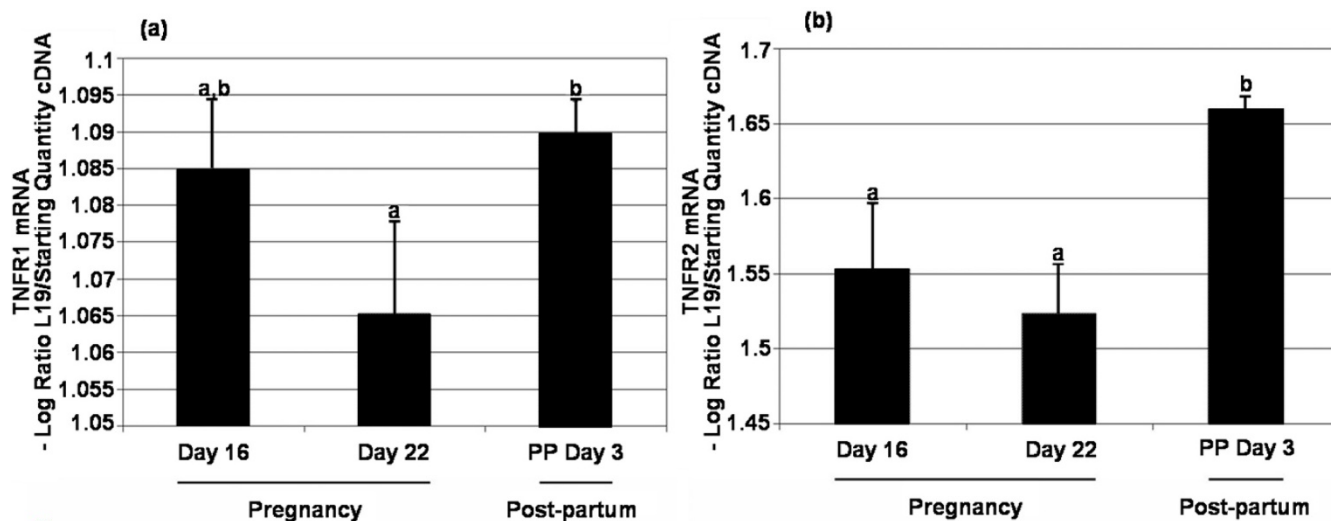 (a)
TNFR1 mRNA
- Log Ratio L19/Starting Quantity cDNA
1.1
1.095
1.09
1.085
1.08
1.075
1.07
1.065
1.06
1.055
1.05
a,b
a
b
Day 16
Day 22
PP Day 3
Pregnancy
Post-partum
(b)
TNFR2 mRNA
- Log Ratio L19/Starting Quantity cDNA
1.7
1.65
1.6
1.55
1.5
1.45
a
a
b
Day 16
Day 22
PP Day 3
Pregnancy
Post-partum